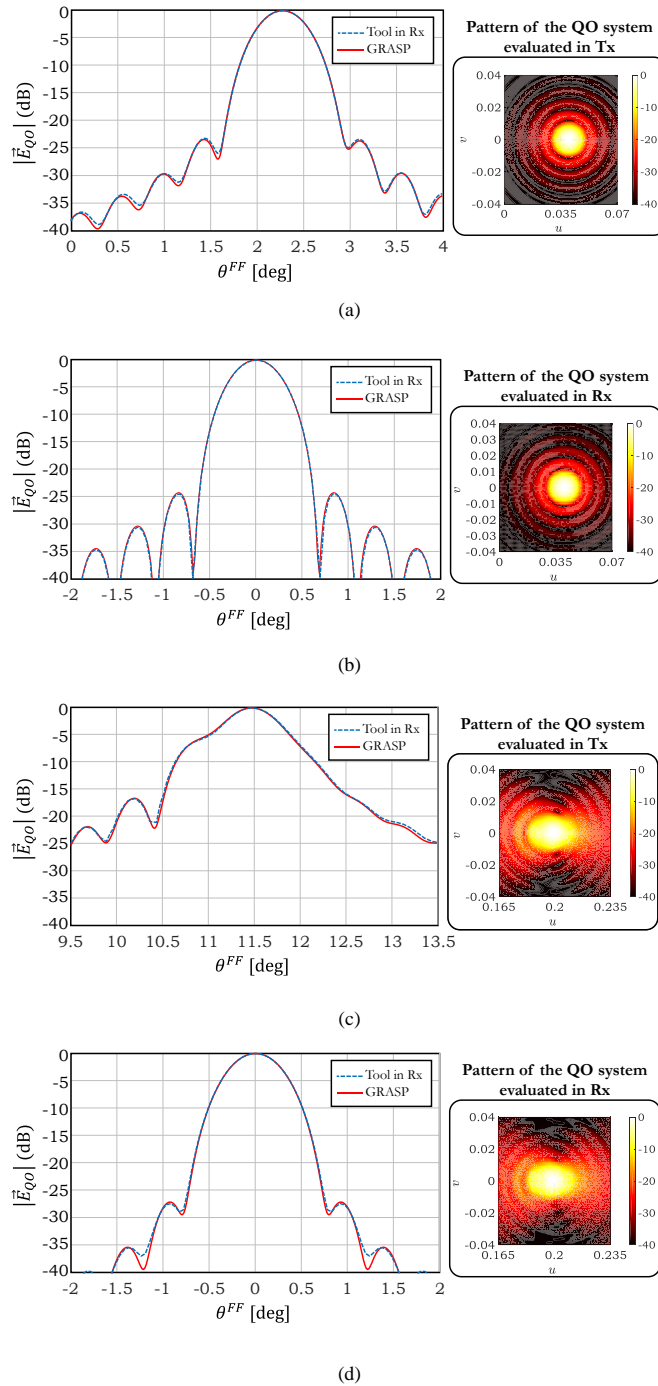 0
-5
-10
-15
-20
-25
-30
-35
-40
|E⃗_QO| (dB)
Tool in Rx
GRASP
0 0.5 1 1.5 2 2.5 3 3.5 4
θ^FF [deg]
Pattern of the QO system
evaluated in Tx
0.04
0.02
0
-0.02
-0.04
v
0 0.035 0.07
u
0
-10
-20
-30
-40
(a)
0
-5
-10
-15
-20
-25
-30
-35
-40
|E⃗_QO| (dB)
Tool in Rx
GRASP
-2 -1.5 -1 -0.5 0 0.5 1 1.5 2
θ^FF [deg]
Pattern of the QO system
evaluated in Rx
0.04
0.03
0.02
0.01
0
-0.01
-0.02
-0.03
-0.04
v
0 0.035 0.07
u
0
-10
-20
-30
-40
(b)
0
-5
-10
-15
-20
-25
-30
-35
-40
|E⃗_QO| (dB)
Tool in Rx
GRASP
9.5 10 10.5 11 11.5 12 12.5 13 13.5
θ^FF [deg]
Pattern of the QO system
evaluated in Tx
0.04
0.02
0
-0.02
-0.04
v
0.165 0.2 0.235
u
0
-10
-20
-30
-40
(c)
0
-5
-10
-15
-20
-25
-30
-35
-40
|E⃗_QO| (dB)
Tool in Rx
GRASP
-2 -1.5 -1 -0.5 0 0.5 1 1.5 2
θ^FF [deg]
Pattern of the QO system
evaluated in Rx
0.04
0.02
0
-0.02
-0.04
v
0.165 0.2 0.235
u
0
-10
-20
-30
-40
(d)